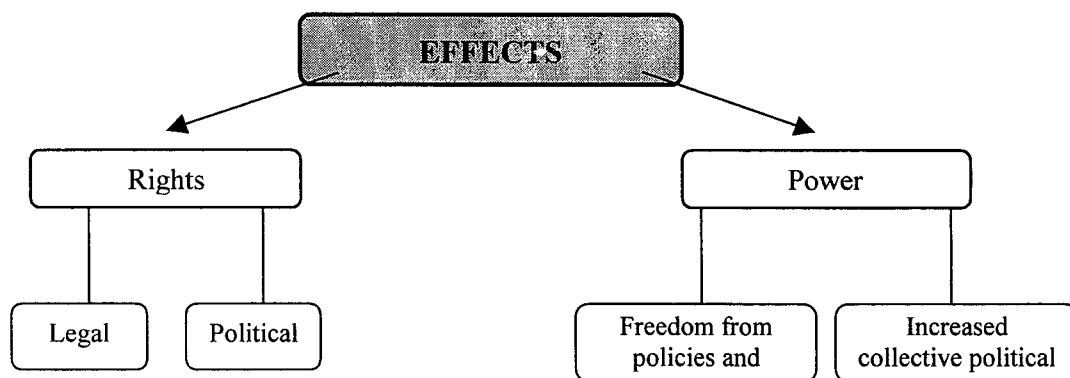 EFFECTS
Rights
Power
Legal
Political
Freedom from
policies and
Increased
collective political